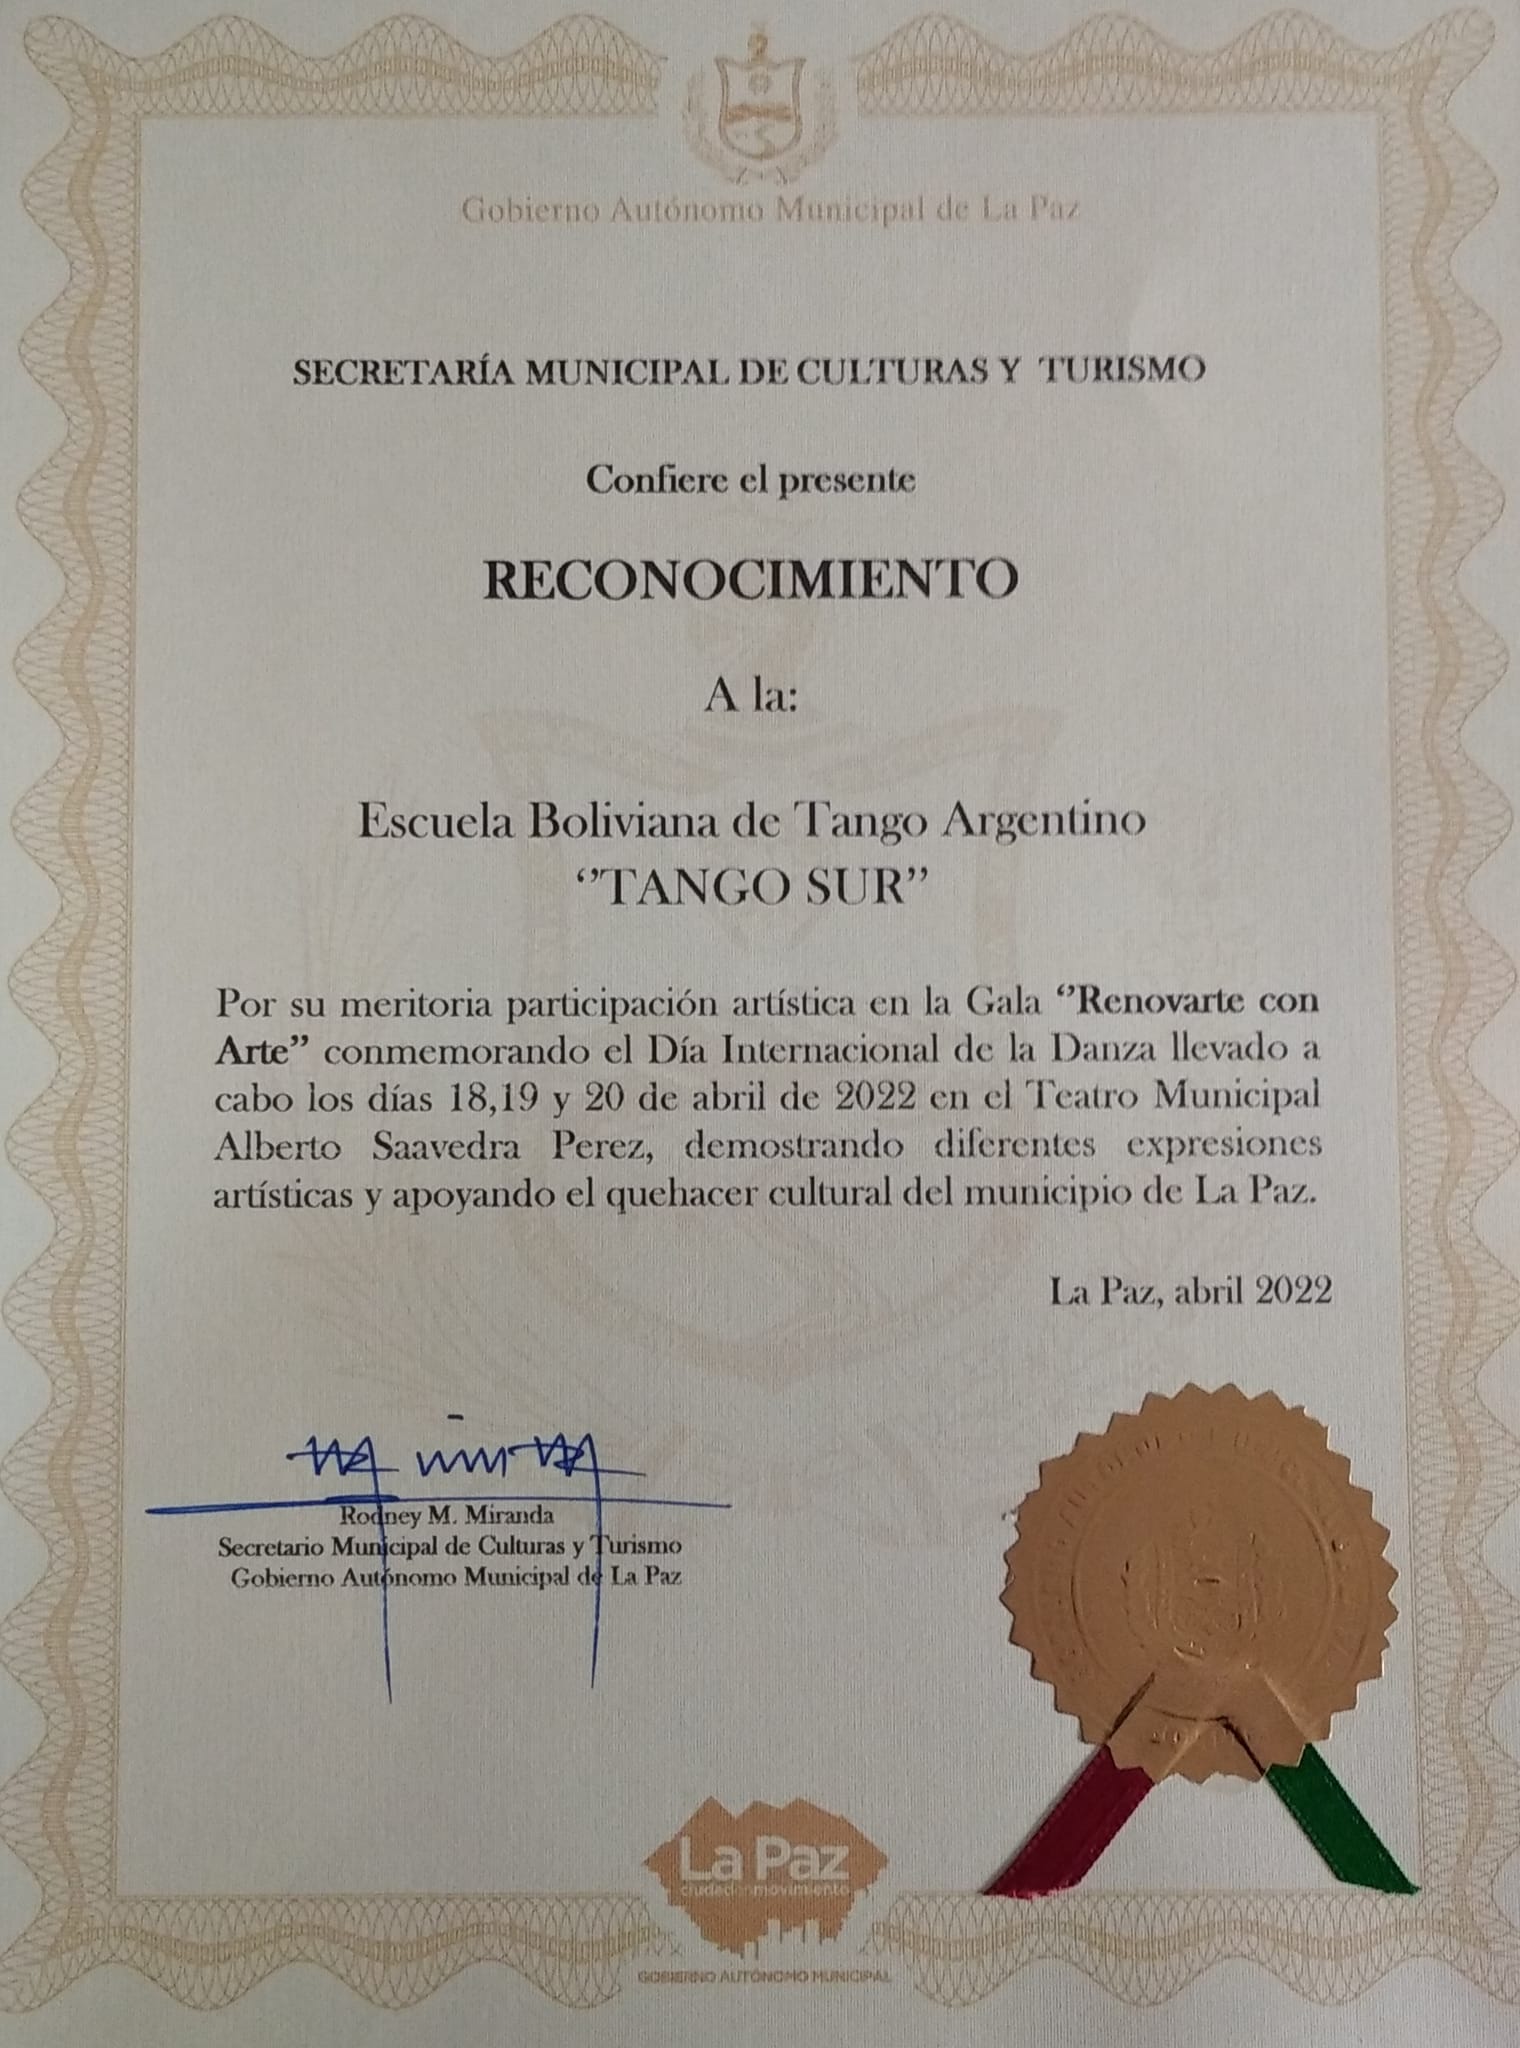 Gobierno Autónomo Municipal de La Paz
SECRETARÍA MUNICIPAL DE CULTURAS Y TURISMO
Confiere el presente
RECONOCIMIENTO
A la:
Escuela Boliviana de Tango Argentino
‘’TANGO SUR’’
Por su meritoria participación artística en la Gala ‘’Renovarte con
Arte’’ conmemorando el Día Internacional de la Danza llevado a
cabo los días 18,19 y 20 de abril de 2022 en el Teatro Municipal
Alberto Saavedra Perez, demostrando diferentes expresiones
artísticas y apoyando el quehacer cultural del municipio de La Paz.
La Paz, abril 2022
Rodney M. Miranda
Secretario Municipal de Culturas y Turismo
Gobierno Autónomo Municipal de La Paz
La Paz
ciudadenmovimiento
GOBIERNO AUTÓNOMO MUNICIPAL